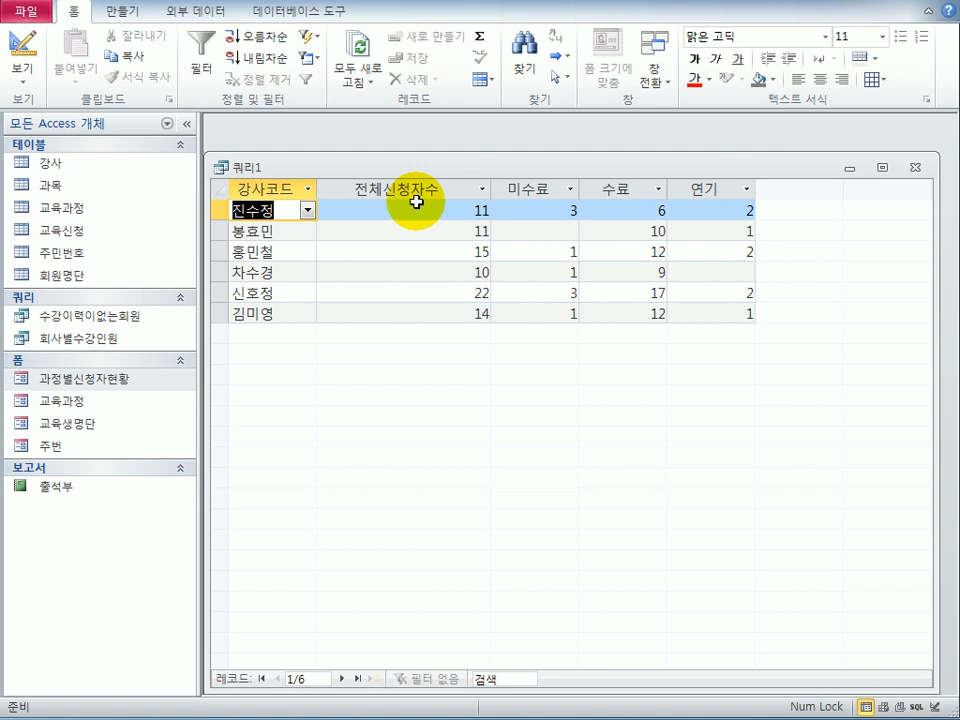 파일 홈 만들기 외부 데이터 데이터베이스 도구
보기 붙여넣기 잘라내기 복사 서식 복사 필터 오름차순 내림차순 정렬 제거 모두 새로 고침 새로 만들기 저장 삭제 찾기 폼 크기에 맞춤 창 전환 맑은 고딕 11
가 가 가 가
보기 클립보드 정렬 및 필터 레코드 찾기 창 텍스트 서식
모든 Access 개체
테이블
강사
과목
교육과정
교육신청
주민번호
회원명단
쿼리
수강이력이없는회원
회사별수강인원
폼
과정별신청자현황
교육과정
교육생명단
주번
보고서
출석부
쿼리1
강사코드 전체신청자수 미수료 수료 연기
진수정 11 3 6 2
봉효민 11 10 1
홍민철 15 1 12 2
차수경 10 1 9
신호정 22 3 17 2
김미영 14 1 12 1
레코드: 1/6 필터 없음 검색
준비 Num Lock SQL